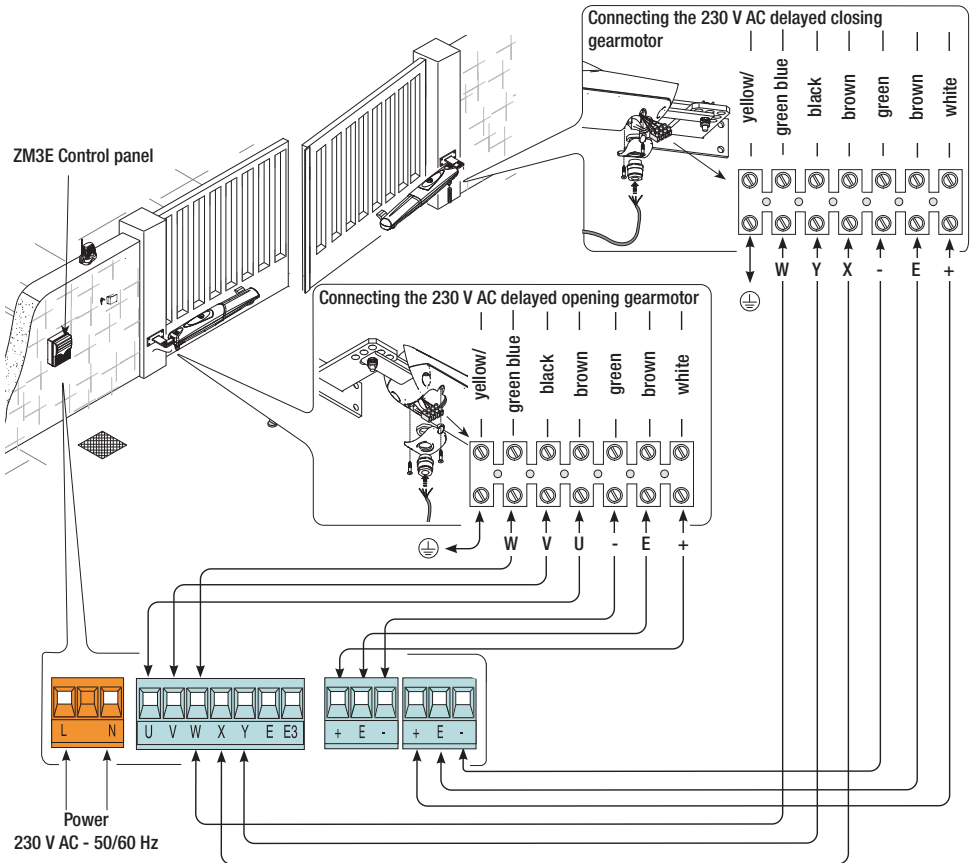 Connecting the 230 V AC delayed closing
gearmotor
yellow/
green blue
black
brown
green
brown
white
ZM3E Control panel
W Y X - E +
Connecting the 230 V AC delayed opening gearmotor
yellow/
green blue
black
brown
green
brown
white
W V U - E +
L N
U V W X Y E E3
+ E -
+ E -
Power
230 V AC - 50/60 Hz